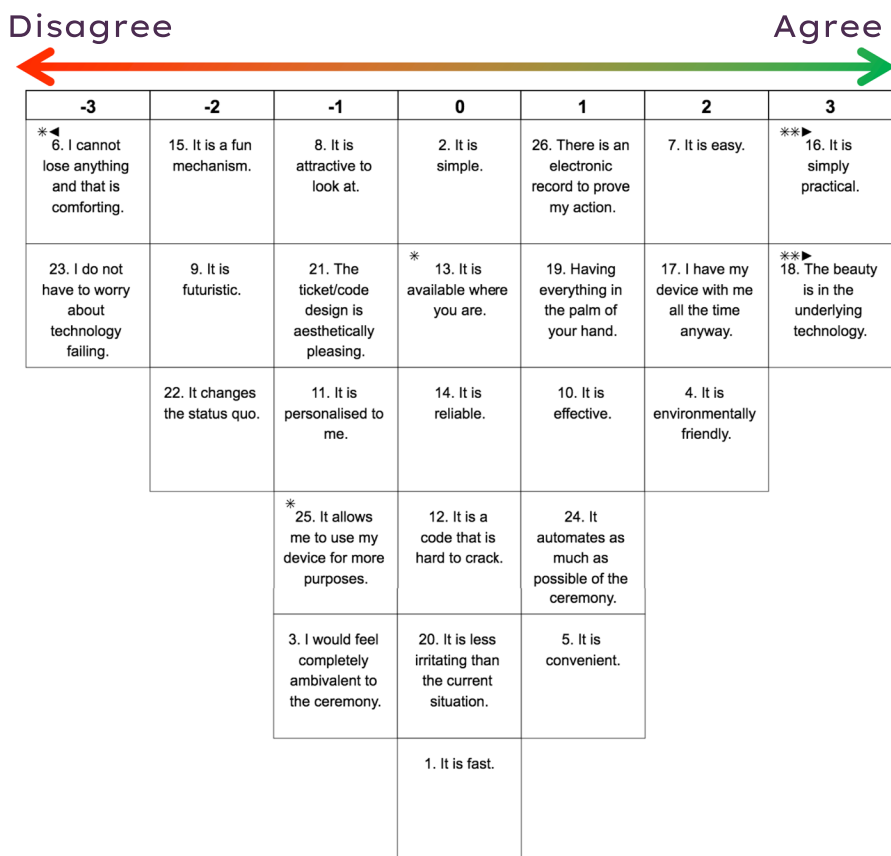 Disagree
Agree
-3
-2
-1
0
1
2
3
✳◄
6. I cannot
lose anything
and that is
comforting.
15. It is a fun
mechanism.
8. It is
attractive to
look at.
2. It is
simple.
26. There is an
electronic
record to prove
my action.
7. It is easy.
✳✳►
16. It is
simply
practical.
23. I do not
have to worry
about
technology
failing.
9. It is
futuristic.
21. The
ticket/code
design is
aesthetically
pleasing.
✳
13. It is
available where
you are.
19. Having
everything in
the palm of
your hand.
17. I have my
device with me
all the time
anyway.
✳✳►
18. The beauty
is in the
underlying
technology.
22. It changes
the status quo.
11. It is
personalised to
me.
14. It is
reliable.
10. It is
effective.
4. It is
environmentally
friendly.
✳
25. It allows
me to use my
device for more
purposes.
12. It is a
code that is
hard to crack.
24. It
automates as
much as
possible of the
ceremony.
3. I would feel
completely
ambivalent to
the ceremony.
20. It is less
irritating than
the current
situation.
5. It is
convenient.
1. It is fast.